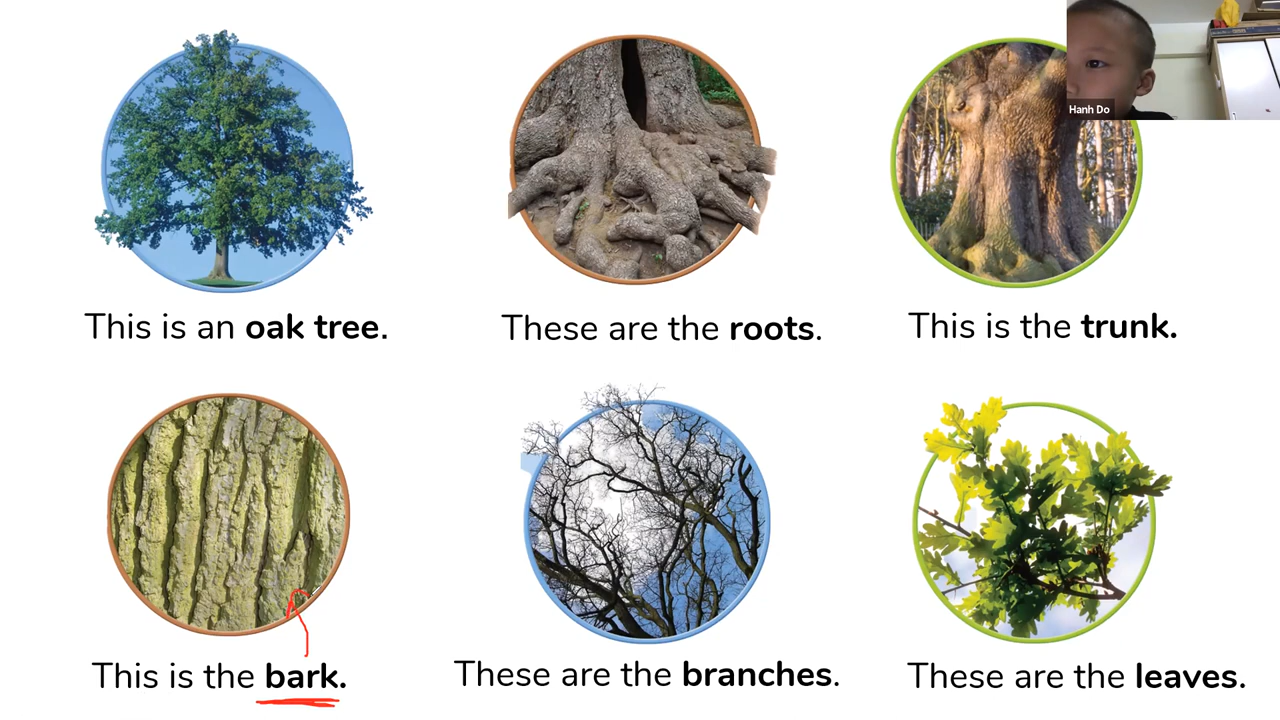 Hanh Do
This is an oak tree.
These are the roots.
This is the trunk.
This is the bark.
These are the branches.
These are the leaves.